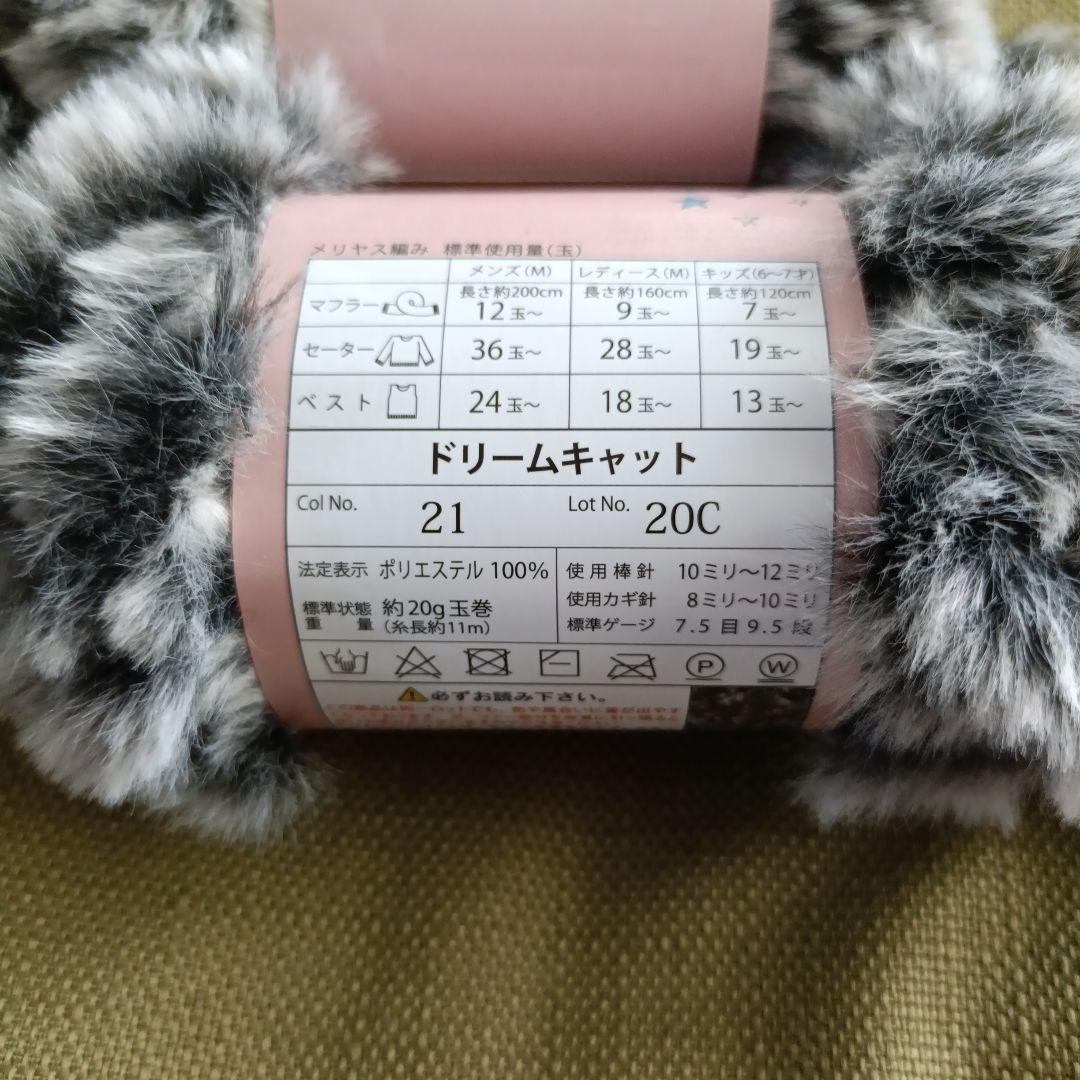 メリヤス編み 標準使用量(玉)
メンズ(M) レディース(M) キッズ(6〜7才)
マフラー 長さ約200cm 長さ約160cm 長さ約120cm
12玉〜 9玉〜 7玉〜
セーター 36玉〜 28玉〜 19玉〜
ベスト 24玉〜 18玉〜 13玉〜
ドリームキャット
Col No. 21 Lot No. 20C
法定表示 ポリエステル 100%
標準状態重量 約20g玉巻
(糸長約11m)
使用棒針 10ミリ〜12ミリ
使用カギ針 8ミリ〜10ミリ
標準ゲージ 7.5目9.5段
P W
必ずお読み下さい。